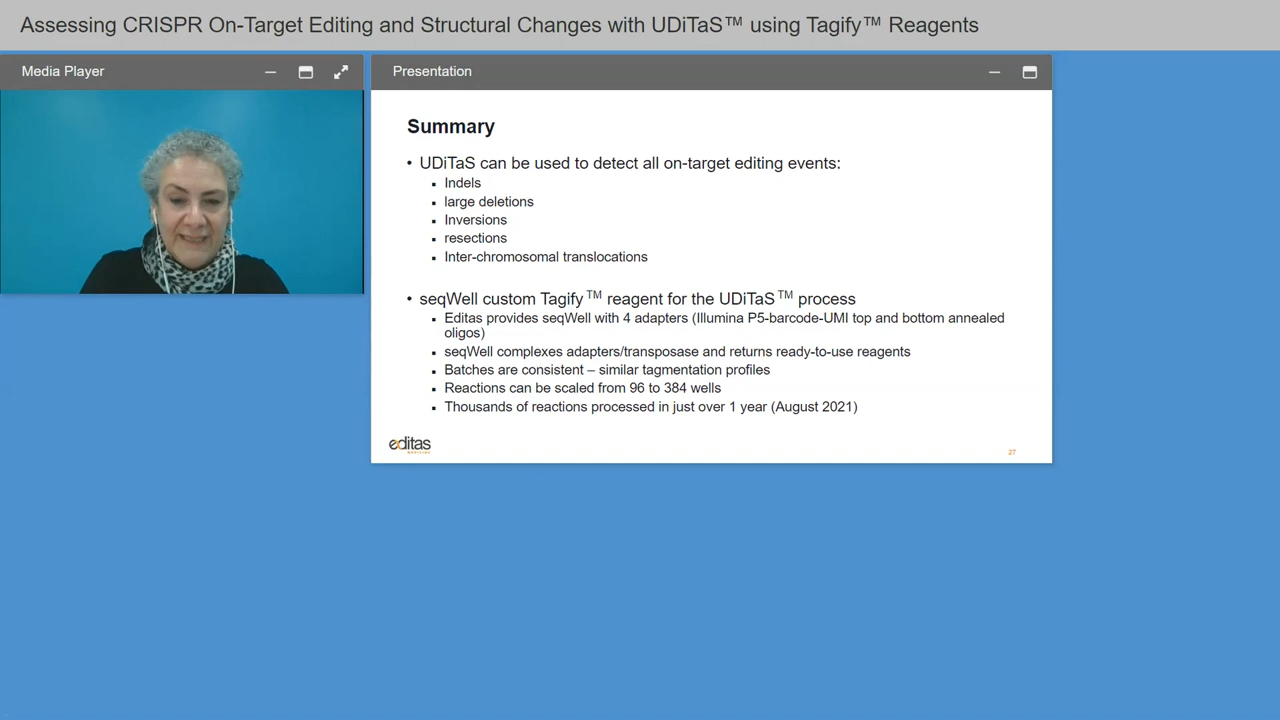 Assessing CRISPR On-Target Editing and Structural Changes with UDiTaS™ using Tagify™ Reagents
Media Player
Presentation
Summary
• UDiTaS can be used to detect all on-target editing events:
▪ Indels
▪ large deletions
▪ Inversions
▪ resections
▪ Inter-chromosomal translocations
• seqWell custom Tagify™ reagent for the UDiTaS™ process
▪ Editas provides seqWell with 4 adapters (Illumina P5-barcode-UMI top and bottom annealed
oligos)
▪ seqWell complexes adapters/transposase and returns ready-to-use reagents
▪ Batches are consistent – similar tagmentation profiles
▪ Reactions can be scaled from 96 to 384 wells
▪ Thousands of reactions processed in just over 1 year (August 2021)
editas
MEDICINE
27